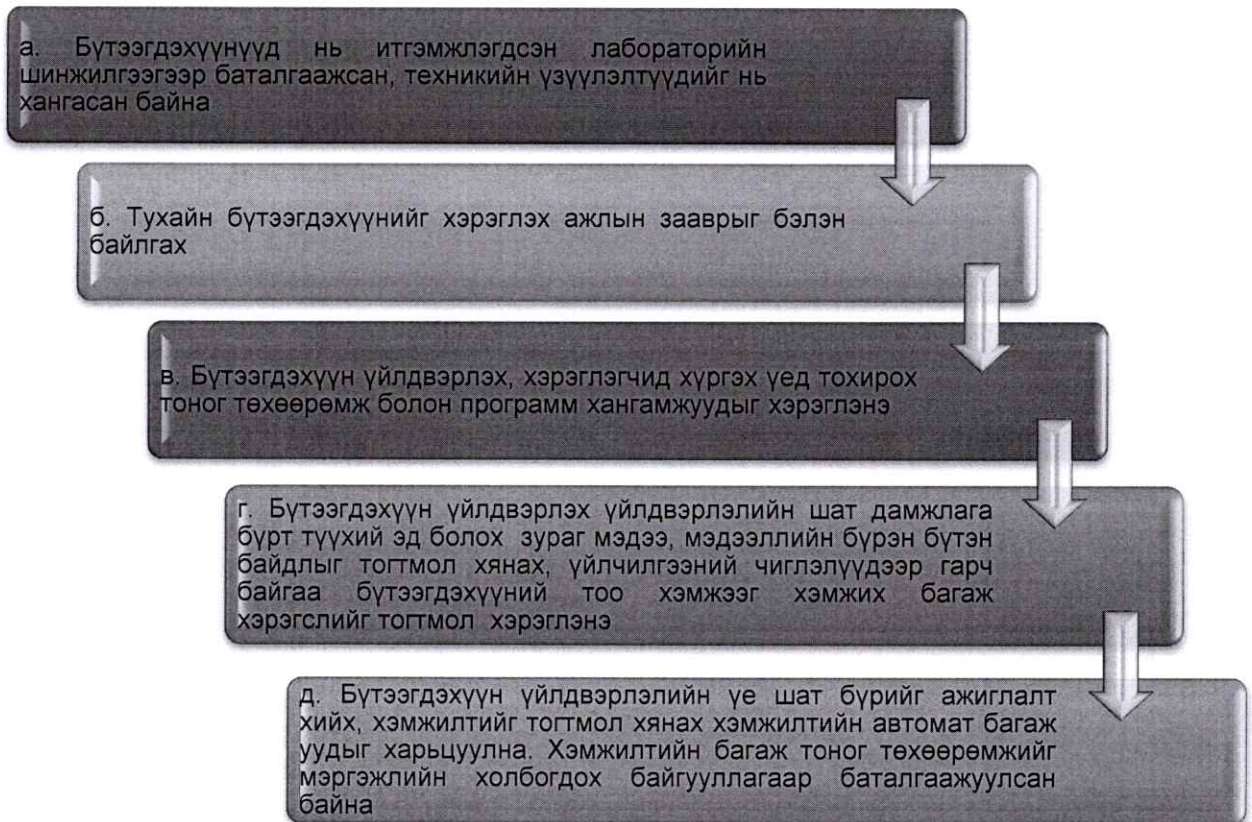 а. Бүтээгдэхүүнүүд нь итгэмжлэгдсэн лабораторийн
шинжилгээгээр баталгаажсан, техникийн үзүүлэлтүүдийг нь
хангасан байна
б. Тухайн бүтээгдэхүүнийг хэрэглэх ажлын зааврыг бэлэн
байлгах
в. Бүтээгдэхүүн үйлдвэрлэх, хэрэглэгчид хүргэх үед тохирох
тоног төхөөрөмж болон программ хангамжуудыг хэрэглэнэ
г. Бүтээгдэхүүн үйлдвэрлэх үйлдвэрлэлийн шат дамжлага
бүрт түүхий эд болох зураг мэдээ, мэдээллийн бүрэн бүтэн
байдлыг тогтмол хянах, үйлчилгээний чиглэлүүдээр гарч
байгаа бүтээгдэхүүний тоо хэмжээг хэмжих багаж
хэрэгслийг тогтмол хэрэглэнэ
д. Бүтээгдэхүүн үйлдвэрлэлийн үе шат бүрийг ажиглалт
хийх, хэмжилтийг тогтмол хянах хэмжилтийн автомат багаж
уудыг харьцуулна. Хэмжилтийн багаж тоног төхөөрөмжийг
мэргэжлийн холбогдох байгууллагаар баталгаажуулсан
байна